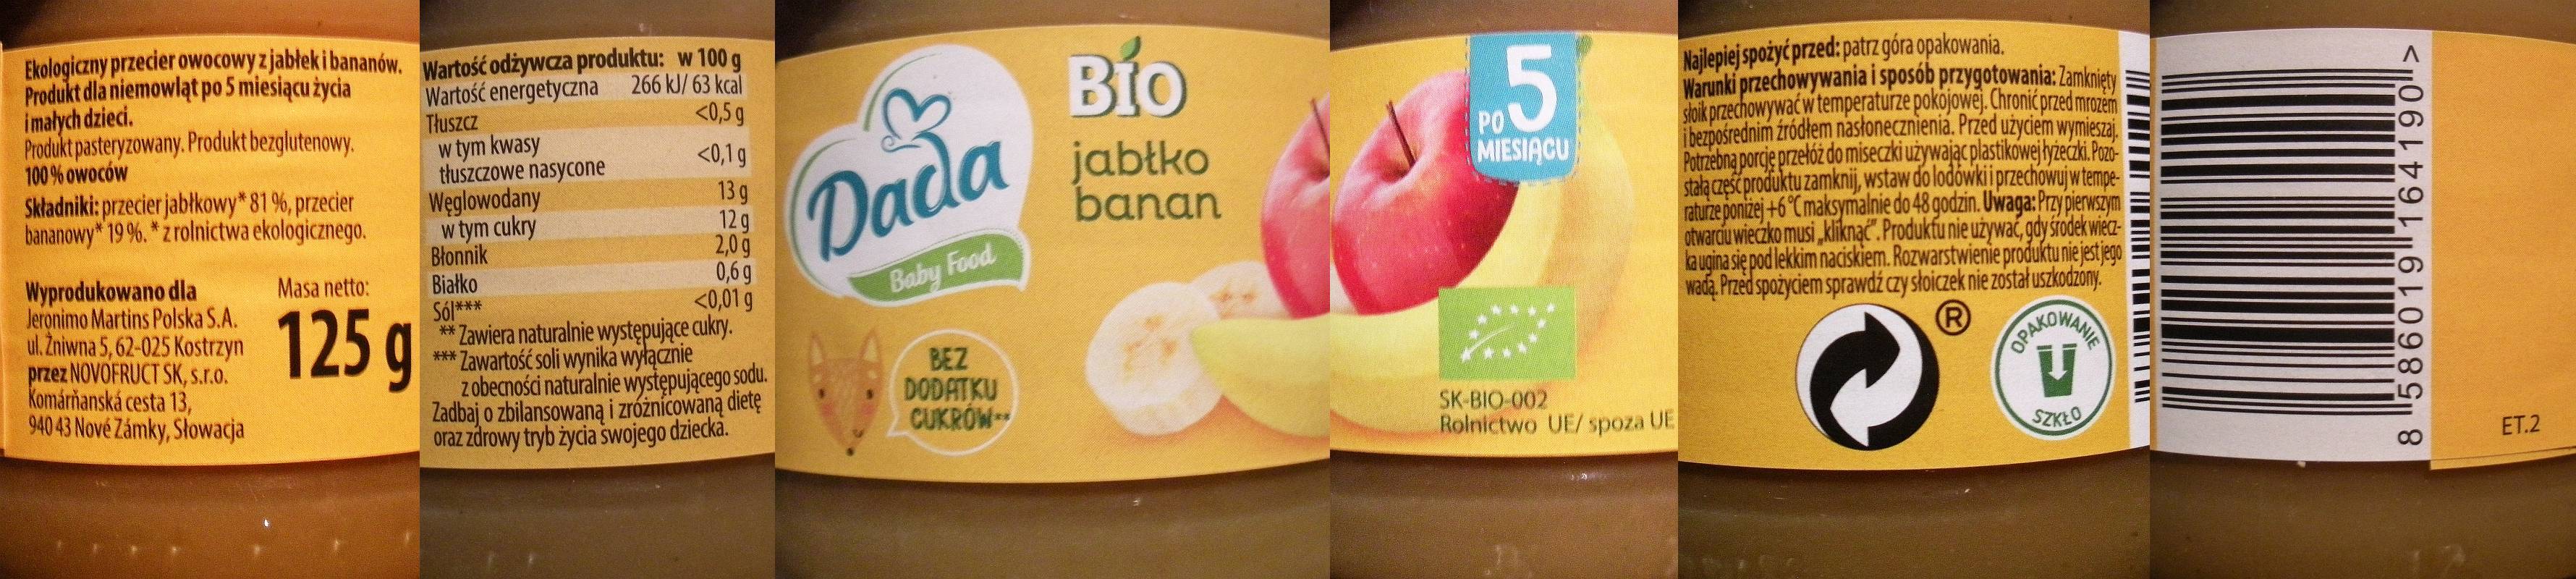 Ekologiczny przecier owocowy z jabłek i bananów.
Produkt dla niemowląt po 5 miesiącu życia
i małych dzieci.
Produkt pasteryzowany. Produkt bezglutenowy.
100% owoców
Składniki: przecier jabłkowy* 81 %, przecier
bananowy* 19%. * z rolnictwa ekologicznego.
Wyprodukowano dla
Jeronimo Martins Polska S.A.
ul. Żniwna 5, 62-025 Kostrzyn
przez NOVOFRUCT SK, s.r.o.
Komárňanská cesta 13,
940 43 Nové Zámky, Słowacja
Masa netto:
125 g
Wartość odżywcza produktu: w 100 g
Wartość energetyczna 266 kJ/ 63 kcal
Tłuszcz <0,5 g
w tym kwasy
tłuszczowe nasycone <0,1 g
Węglowodany 13 g
w tym cukry 12 g
Błonnik 2,0 g
Białko 0,6 g
Sól*** <0,01 g
** Zawiera naturalnie występujące cukry.
*** Zawartość soli wynika wyłącznie
z obecności naturalnie występującego sodu.
Zadbaj o zbilansowaną i zróżnicowaną dietę
oraz zdrowy tryb życia swojego dziecka.
Dada
Baby Food
BIO
jabłko
banan
BEZ
DODATKU
CUKRÓW**
PO 5
MIESIĄCU
SK-BIO-002
Rolnictwo UE/ spoza UE
Najlepiej spożyć przed: patrz góra opakowania.
Warunki przechowywania i sposób przygotowania: Zamknięty
słoik przechowywać w temperaturze pokojowej. Chronić przed mrozem
i bezpośrednim źródłem nasłonecznienia. Przed użyciem wymieszaj.
Potrzebną porcję przełóż do miseczki używając plastikowej łyżeczki. Pozo-
stałą część produktu zamknij, wstaw do lodówki i przechowuj w tempe-
raturze poniżej +6 °C maksymalnie do 48 godzin. Uwaga: Przy pierwszym
otwarciu wieczko musi „kliknąć”. Produktu nie używać, gdy środek wiecz-
ka ugina się pod lekkim naciskiem. Rozwarstwienie produktu nie jest jego
wadą. Przed spożyciem sprawdź czy słoiczek nie został uszkodzony.
®
OPAKOWANIE
SZKŁO
8 586019 164190 >
ET.2